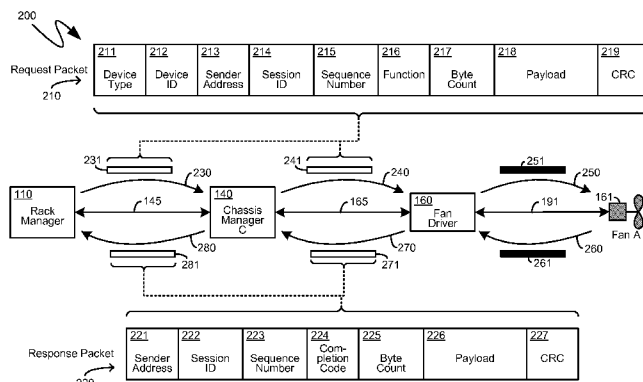 200
211 212 213 214 215 216 217 218 219
Request Packet
210
Device Type
Device ID
Sender Address
Session ID
Sequence Number
Function
Byte Count
Payload
CRC
231 241 251
230 240 250
110
Rack Manager
145
140
Chassis Manager C
165
160
Fan Driver
191
161
Fan A
280 270 260
281 271 261
221 222 223 224 225 226 227
Response Packet
Sender Address
Session ID
Sequence Number
Com-
pletion
Code
Byte Count
Payload
CRC